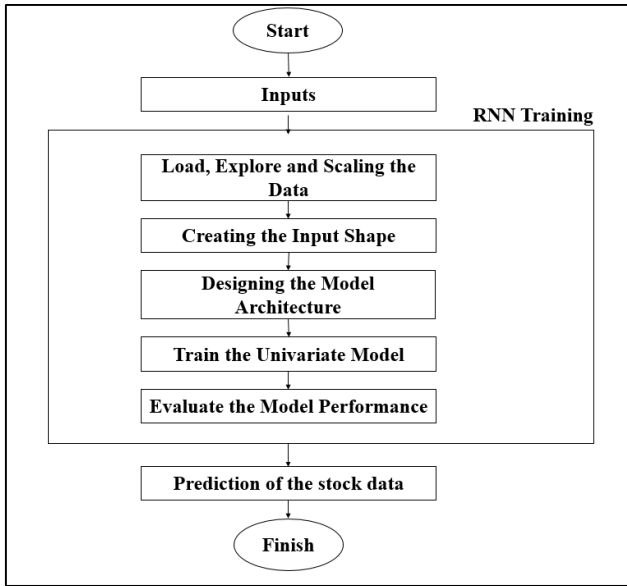 Start
Inputs
RNN Training
Load, Explore and Scaling the
Data
Creating the Input Shape
Designing the Model
Architecture
Train the Univariate Model
Evaluate the Model Performance
Prediction of the stock data
Finish